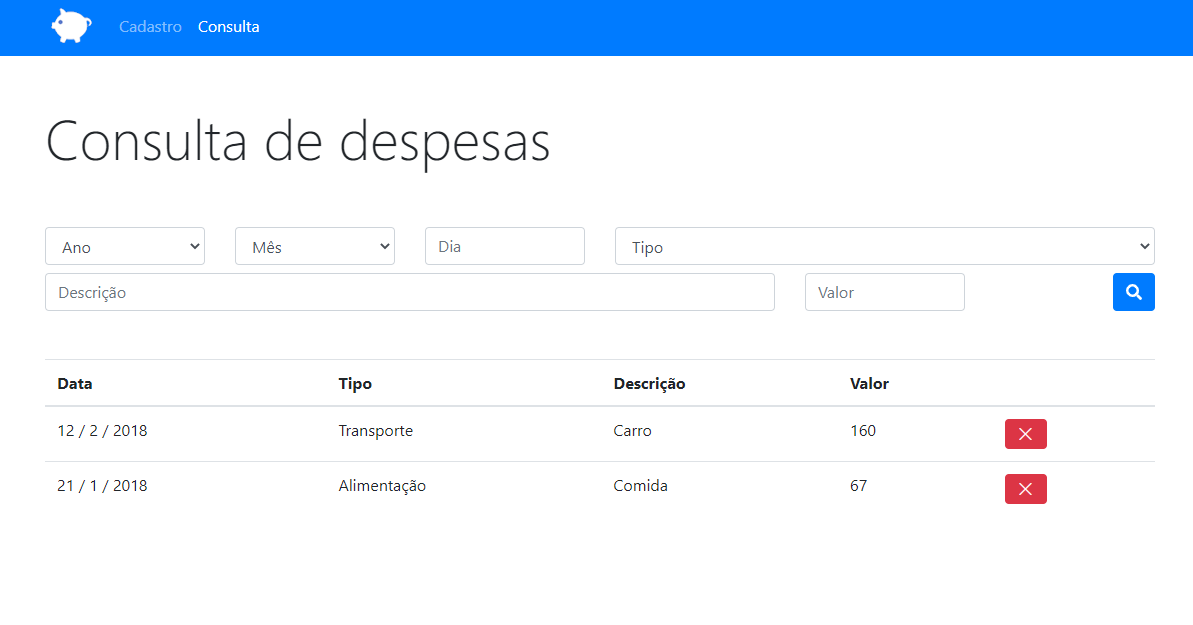 Cadastro Consulta
Consulta de despesas
Ano Mês Dia Tipo
Descrição Valor
Data Tipo Descrição Valor
12 / 2 / 2018 Transporte Carro 160
21 / 1 / 2018 Alimentação Comida 67